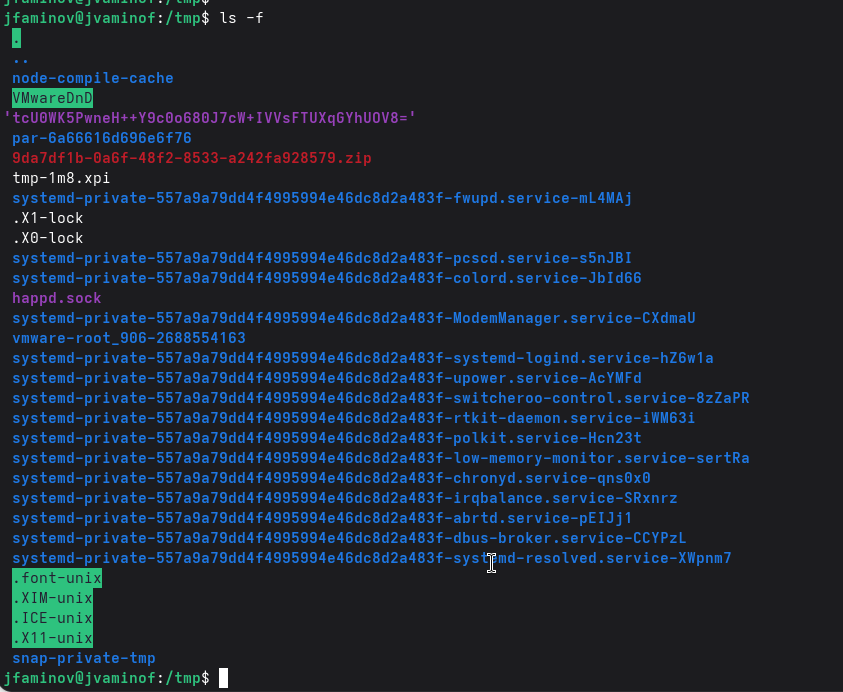 jfaminov@jvaminof:/tmp$ ls -f
.
..
node-compile-cache
VMwareDnD
'tcU0WK5PwneH++Y9c0o680J7cW+IVVsFTUXqGYhUOV8='
par-6a66616d696e6f76
9da7df1b-0a6f-48f2-8533-a242fa928579.zip
tmp-1m8.xpi
systemd-private-557a9a79dd4f4995994e46dc8d2a483f-fwupd.service-mL4MAj
.X1-lock
.X0-lock
systemd-private-557a9a79dd4f4995994e46dc8d2a483f-pcscd.service-s5nJBI
systemd-private-557a9a79dd4f4995994e46dc8d2a483f-colord.service-JbId66
happd.sock
systemd-private-557a9a79dd4f4995994e46dc8d2a483f-ModemManager.service-CXdmaU
vmware-root_906-2688554163
systemd-private-557a9a79dd4f4995994e46dc8d2a483f-systemd-logind.service-hZ6w1a
systemd-private-557a9a79dd4f4995994e46dc8d2a483f-upower.service-AcYMFd
systemd-private-557a9a79dd4f4995994e46dc8d2a483f-switcheroo-control.service-8zZaPR
systemd-private-557a9a79dd4f4995994e46dc8d2a483f-rtkit-daemon.service-iWM63i
systemd-private-557a9a79dd4f4995994e46dc8d2a483f-polkit.service-Hcn23t
systemd-private-557a9a79dd4f4995994e46dc8d2a483f-low-memory-monitor.service-sertRa
systemd-private-557a9a79dd4f4995994e46dc8d2a483f-chronyd.service-qns0x0
systemd-private-557a9a79dd4f4995994e46dc8d2a483f-irqbalance.service-SRxnrz
systemd-private-557a9a79dd4f4995994e46dc8d2a483f-abrtd.service-pEIJj1
systemd-private-557a9a79dd4f4995994e46dc8d2a483f-dbus-broker.service-CCYPzL
systemd-private-557a9a79dd4f4995994e46dc8d2a483f-systemd-resolved.service-XWpnm7
.font-unix
.XIM-unix
.ICE-unix
.X11-unix
snap-private-tmp
jfaminov@jvaminof:/tmp$